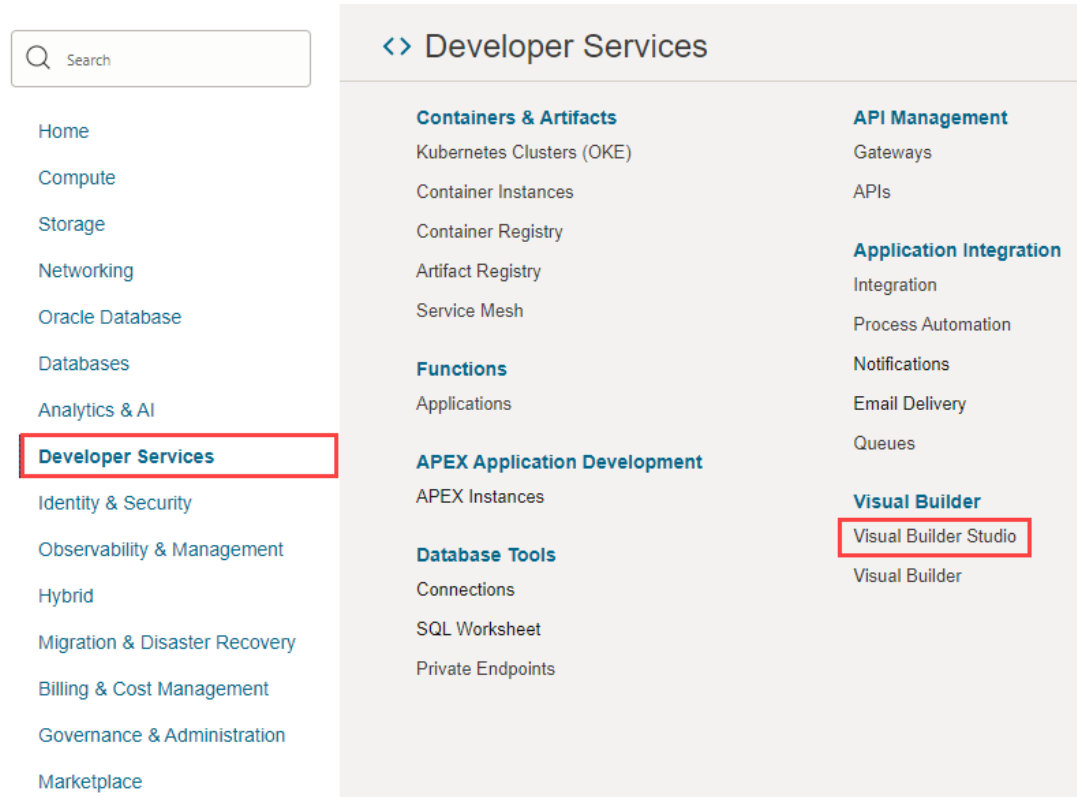 Search
Home
Compute
Storage
Networking
Oracle Database
Databases
Analytics & AI
Developer Services
Identity & Security
Observability & Management
Hybrid
Migration & Disaster Recovery
Billing & Cost Management
Governance & Administration
Marketplace
<> Developer Services
Containers & Artifacts
Kubernetes Clusters (OKE)
Container Instances
Container Registry
Artifact Registry
Service Mesh
Functions
Applications
APEX Application Development
APEX Instances
Database Tools
Connections
SQL Worksheet
Private Endpoints
API Management
Gateways
APIs
Application Integration
Integration
Process Automation
Notifications
Email Delivery
Queues
Visual Builder
Visual Builder Studio
Visual Builder